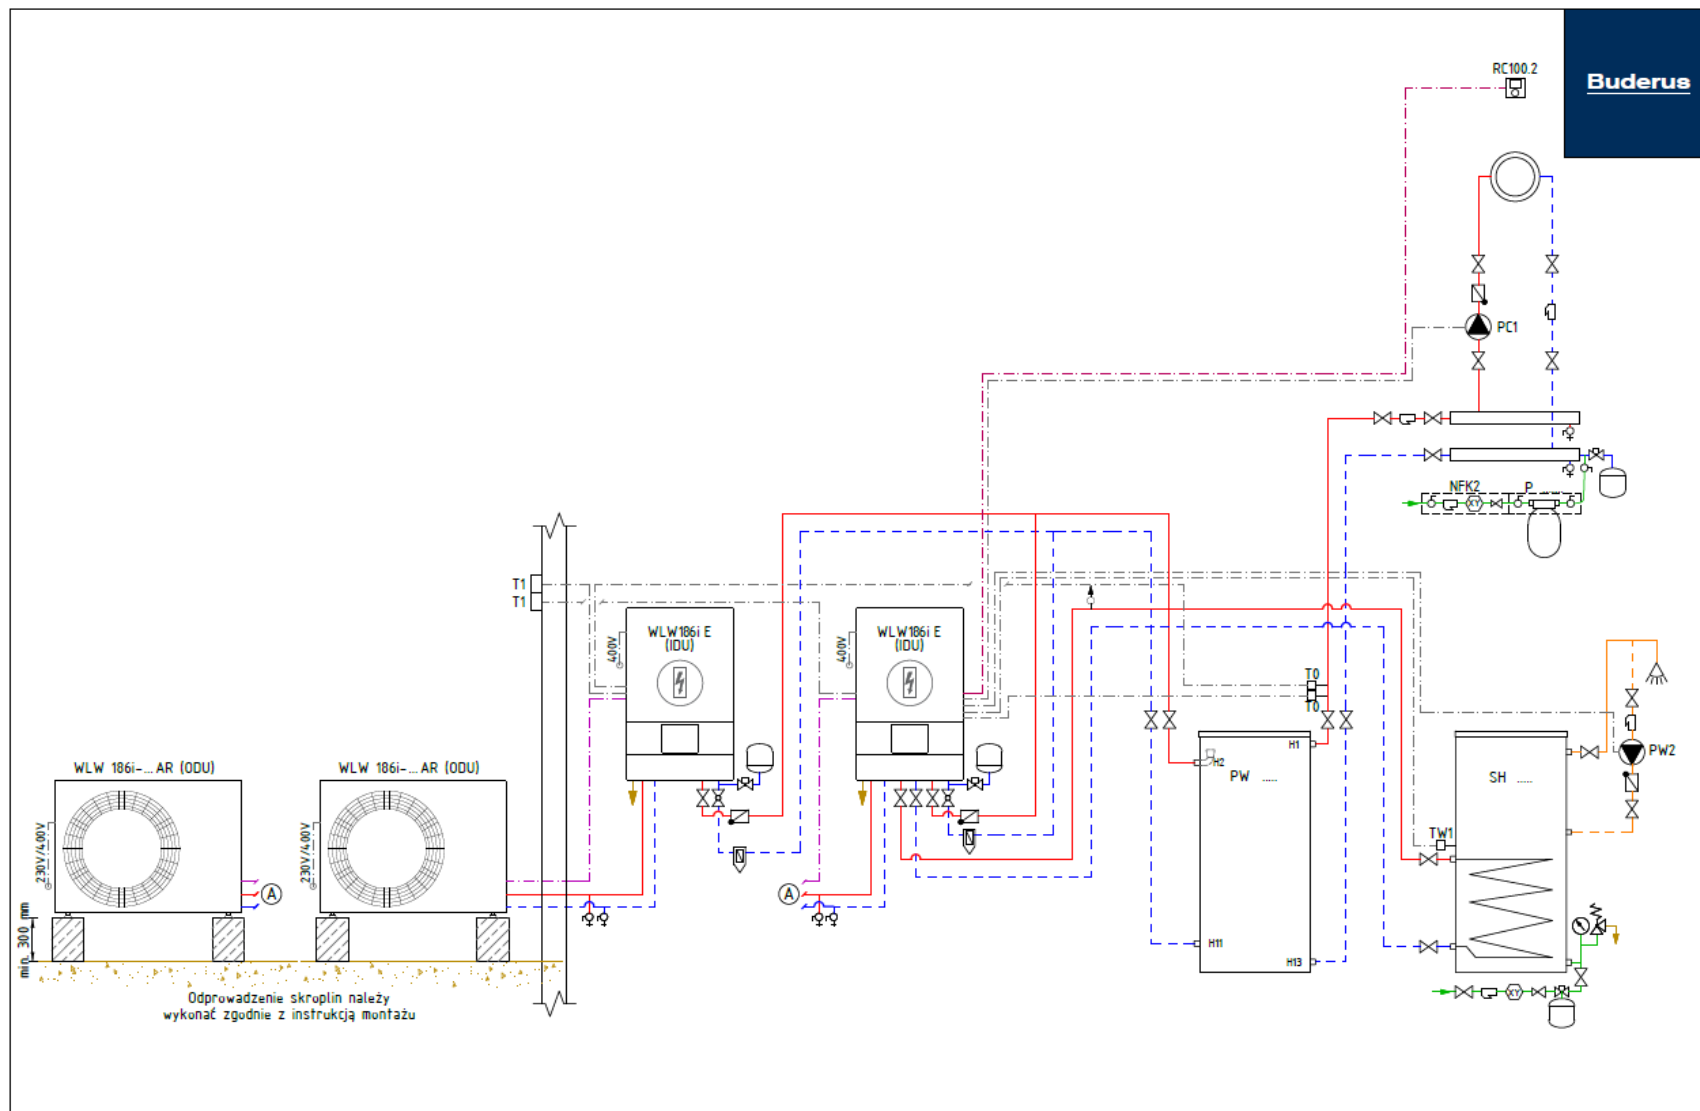 Buderus
RC100.2
PC1
NFK2
P ......
XY
T1
T1
WLW186i E
(IDU)
400V
WLW186i E
(IDU)
400V
T0
T0
PW2
H1
H2
PW .....
SH .....
TW1
WLW 186i-... AR (ODU)
WLW 186i-... AR (ODU)
230V/400V
230V/400V
A
A
min. 300 mm
H11
H13
XY
Odprowadzenie skroplin należy
wykonać zgodnie z instrukcją montażu